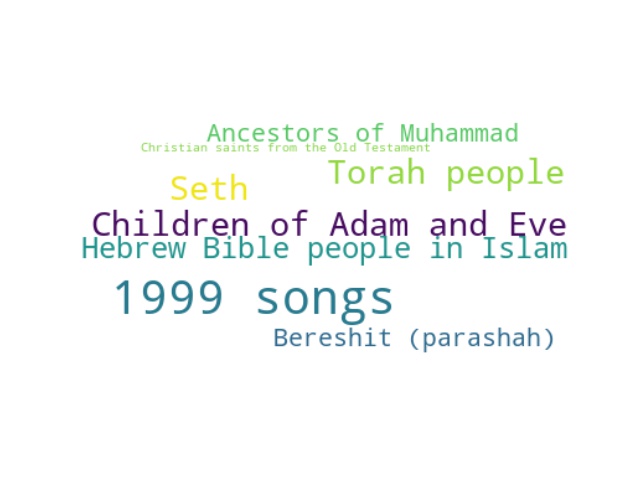 Ancestors of Muhammad
Christian saints from the Old Testament
Torah people
Seth
Children of Adam and Eve
Hebrew Bible people in Islam
1999 songs
Bereshit (parashah)